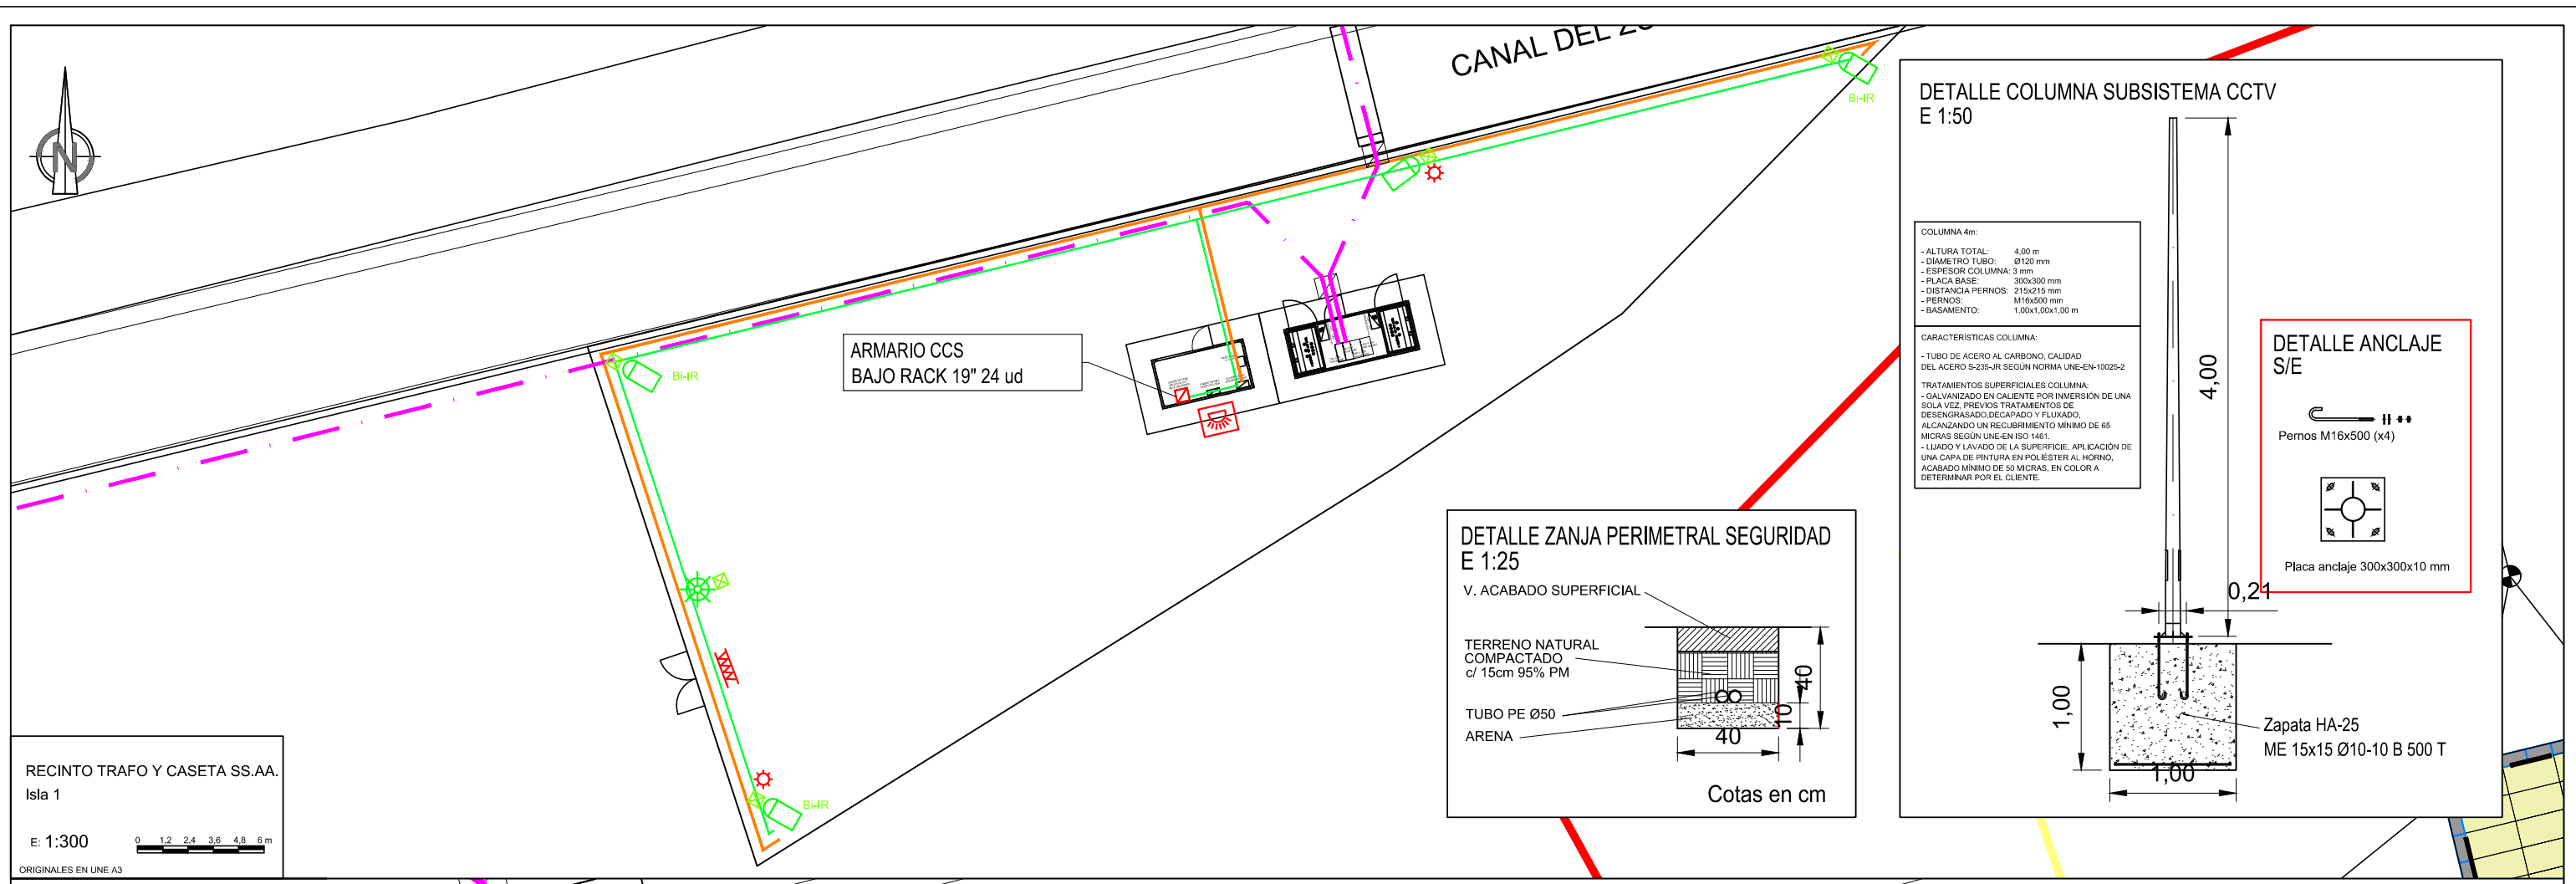 N
CANAL DEL
Bi-IR
Bi-IR
Bi-IR
ARMARIO CCS
BAJO RACK 19" 24 ud
RECINTO TRAFO Y CASETA SS.AA.
Isla 1
E: 1:300
0 1,2 2,4 3,6 4,8 6 m
ORIGINALES EN UNE A3
DETALLE ZANJA PERIMETRAL SEGURIDAD
E 1:25
V. ACABADO SUPERFICIAL
TERRENO NATURAL
COMPACTADO
c/ 15cm 95% PM
TUBO PE Ø50
ARENA
40
10
40
Cotas en cm
DETALLE COLUMNA SUBSISTEMA CCTV
E 1:50
COLUMNA 4m:
- ALTURA TOTAL: 4,00 m
- DIAMETRO TUBO: Ø120 mm
- ESPESOR COLUMNA: 3 mm
- PLACA BASE: 300x300 mm
- DISTANCIA PERNOS: 215x215 mm
- PERNOS: M16x500 mm
- BASAMENTO: 1,00x1,00x1,00 m
CARACTERÍSTICAS COLUMNA:
- TUBO DE ACERO AL CARBONO, CALIDAD
DEL ACERO S-235-JR SEGÚN NORMA UNE-EN-10025-2
TRATAMIENTOS SUPERFICIALES COLUMNA:
- GALVANIZADO EN CALIENTE POR INMERSIÓN DE UNA
SOLA VEZ, PREVIOS TRATAMIENTOS DE
DESENGRASADO,DECAPADO Y FLUXADO,
ALCANZANDO UN RECUBRIMIENTO MÍNIMO DE 65
MICRAS SEGÚN UNE-EN ISO 1461.
- LIJADO Y LAVADO DE LA SUPERFICIE, APLICACIÓN DE
UNA CAPA DE PINTURA EN POLIÉSTER AL HORNO,
ACABADO MÍNIMO DE 50 MICRAS, EN COLOR A
DETERMINAR POR EL CLIENTE.
4,00
0,21
1,00
1,00
Zapata HA-25
ME 15x15 Ø10-10 B 500 T
DETALLE ANCLAJE
S/E
Pernos M16x500 (x4)
Placa anclaje 300x300x10 mm